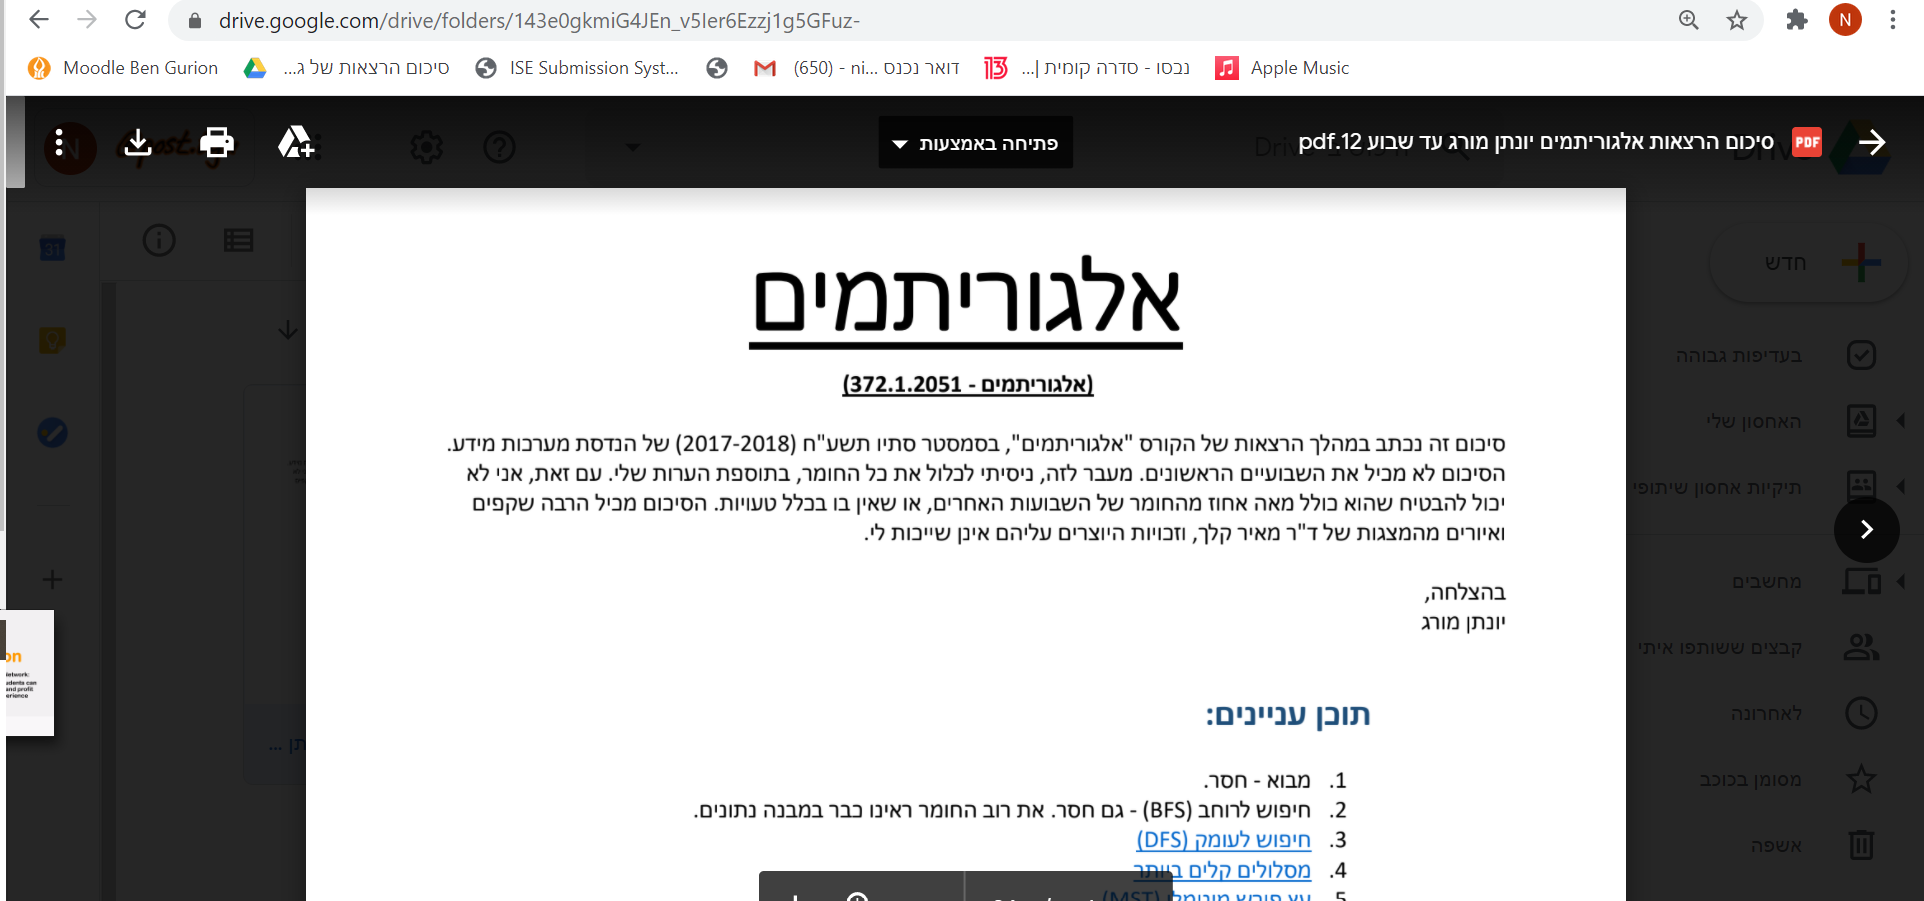 drive.google.com/drive/folders/143e0gkmiG4JEn_v5Ier6Ezzj1g5GFuz-
N
Moodle Ben Gurion
סיכום הרצאות של ג...
ISE Submission Syst...
(650) - דואר נכנס ni...
נבסו - סדרה קומית |...
Apple Music
סיכום הרצאות אלגוריתמים יונתן מורג עד שבוע 12.pdf
PDF
פתיחה באמצעות
Drive
N
חדש
31
בעדיפות גבוהה
האחסון שלי
תיקיות אחסון שיתופי
מחשבים
קבצים ששותפו איתי
לאחרונה
מסומן בכוכב
אשפה
אלגוריתמים
(אלגוריתמים - 372.1.2051)
סיכום זה נכתב במהלך הרצאות של הקורס "אלגוריתמים", בסמסטר סתיו תשע"ח (2017-2018) של הנדסת מערכות מידע.
הסיכום לא מכיל את השבועיים הראשונים. מעבר לזה, ניסיתי לכלול את כל החומר, בתוספת הערות שלי. עם זאת, אני לא
יכול להבטיח שהוא כולל מאה אחוז מהחומר של השבועות האחרים, או שאין בו בכלל טעויות. הסיכום מכיל הרבה שקפים
ואיורים מהמצגות של ד"ר מאיר קלך, וזכויות היוצרים עליהם אינן שייכות לי.
בהצלחה,
יונתן מורג
תוכן עניינים:
1. מבוא - חסר.
2. חיפוש לרוחב (BFS) - גם חסר. את רוב החומר ראינו כבר במבנה נתונים.
3. חיפוש לעומק (DFS)
4. מסלולים קלים ביותר
5. עץ פורש מינימלי (MST)